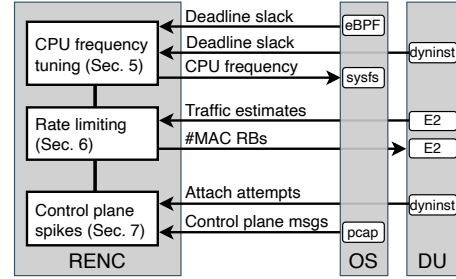 Deadline slack
eBPF
CPU frequency
tuning (Sec. 5)
Deadline slack
dyninst
CPU frequency
sysfs
Traffic estimates
E2
Rate limiting
(Sec. 6)
#MAC RBs
E2
Attach attempts
dyninst
Control plane
spikes (Sec. 7)
Control plane msgs
pcap
RENC
OS
DU